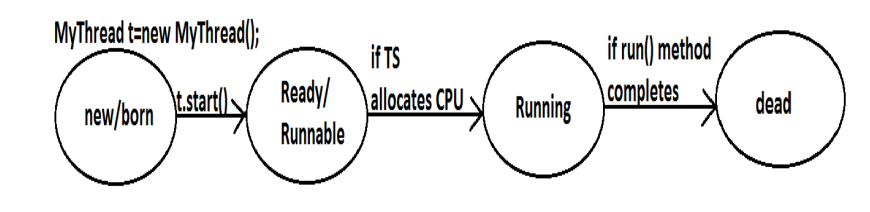 MyThread t=new MyThread();
new/born
t.start()
Ready/
Runnable
if TS
allocates CPU
Running
if run() method
completes
dead